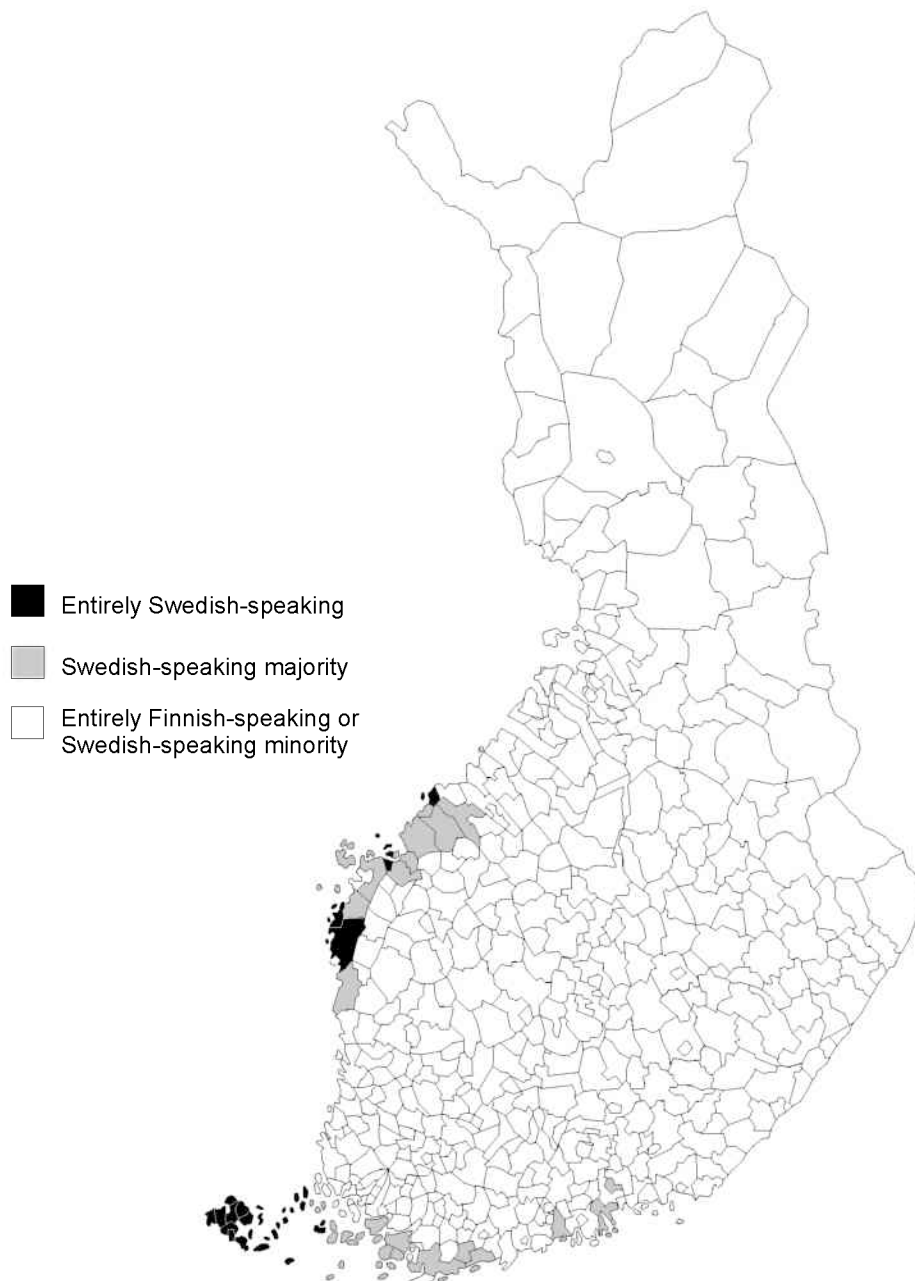 Entirely Swedish-speaking
Swedish-speaking majority
Entirely Finnish-speaking or
Swedish-speaking minority